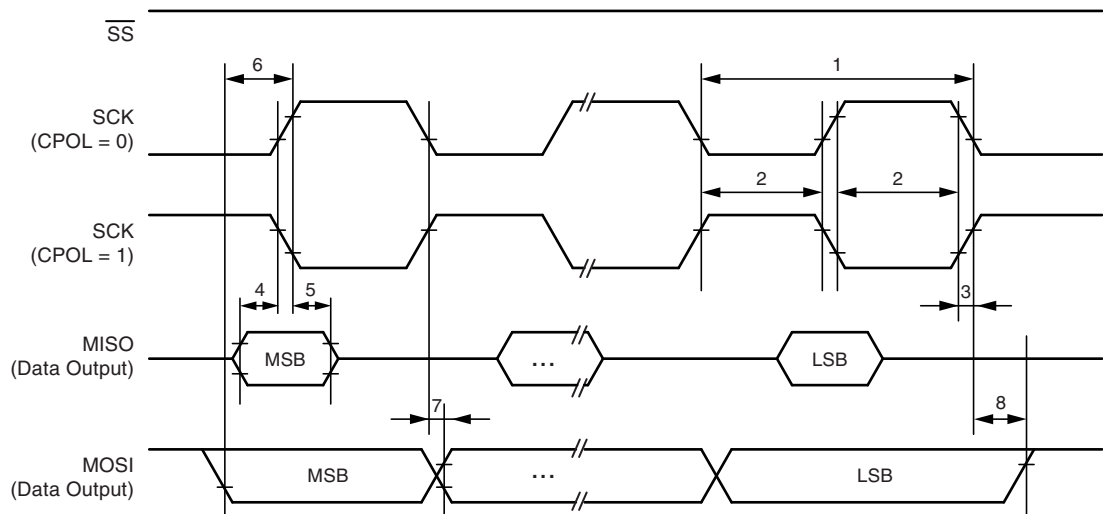 SS
6
1
SCK
(CPOL = 0)
2
2
SCK
(CPOL = 1)
4
5
3
MISO
(Data Output)
MSB
...
LSB
7
8
MOSI
(Data Output)
MSB
...
LSB